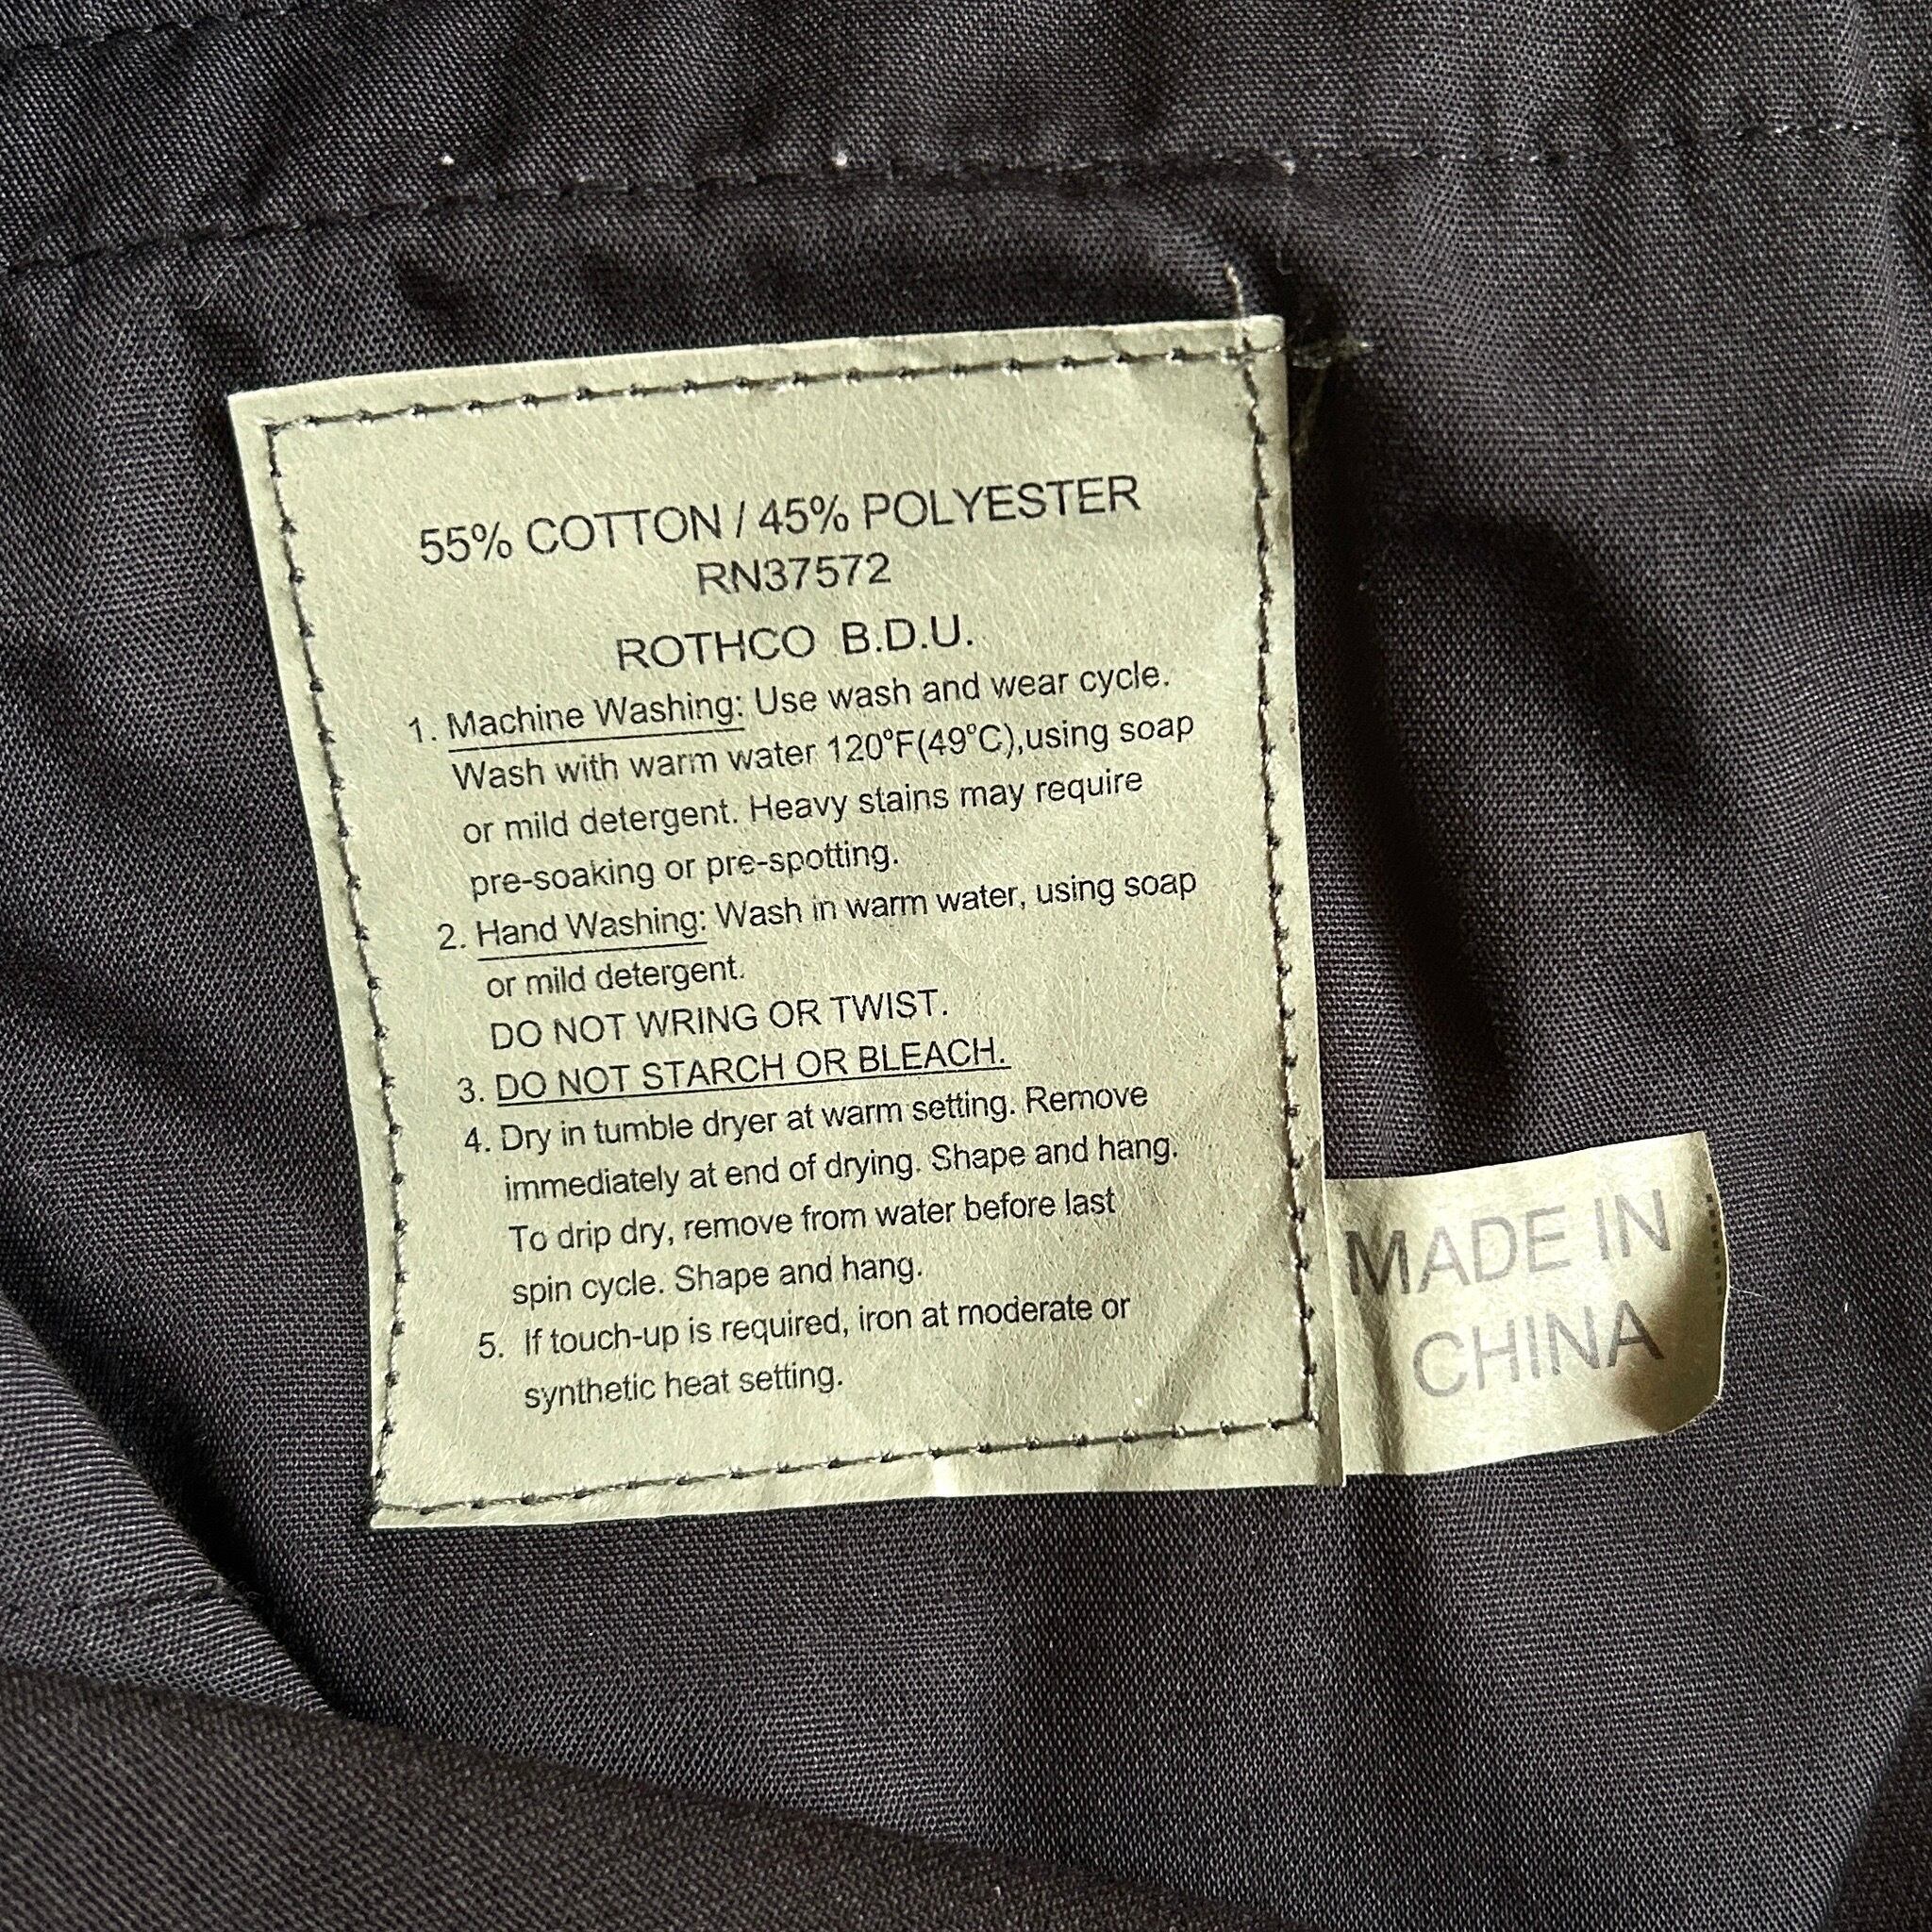 55% COTTON / 45% POLYESTER
RN37572
ROTHCO B.D.U.
1. Machine Washing: Use wash and wear cycle.
Wash with warm water 120°F(49°C),using soap
or mild detergent. Heavy stains may require
pre-soaking or pre-spotting.
2. Hand Washing: Wash in warm water, using soap
or mild detergent.
DO NOT WRING OR TWIST.
3. DO NOT STARCH OR BLEACH.
4. Dry in tumble dryer at warm setting. Remove
immediately at end of drying. Shape and hang.
To drip dry, remove from water before last
spin cycle. Shape and hang.
5. If touch-up is required, iron at moderate or
synthetic heat setting.
MADE IN
CHINA